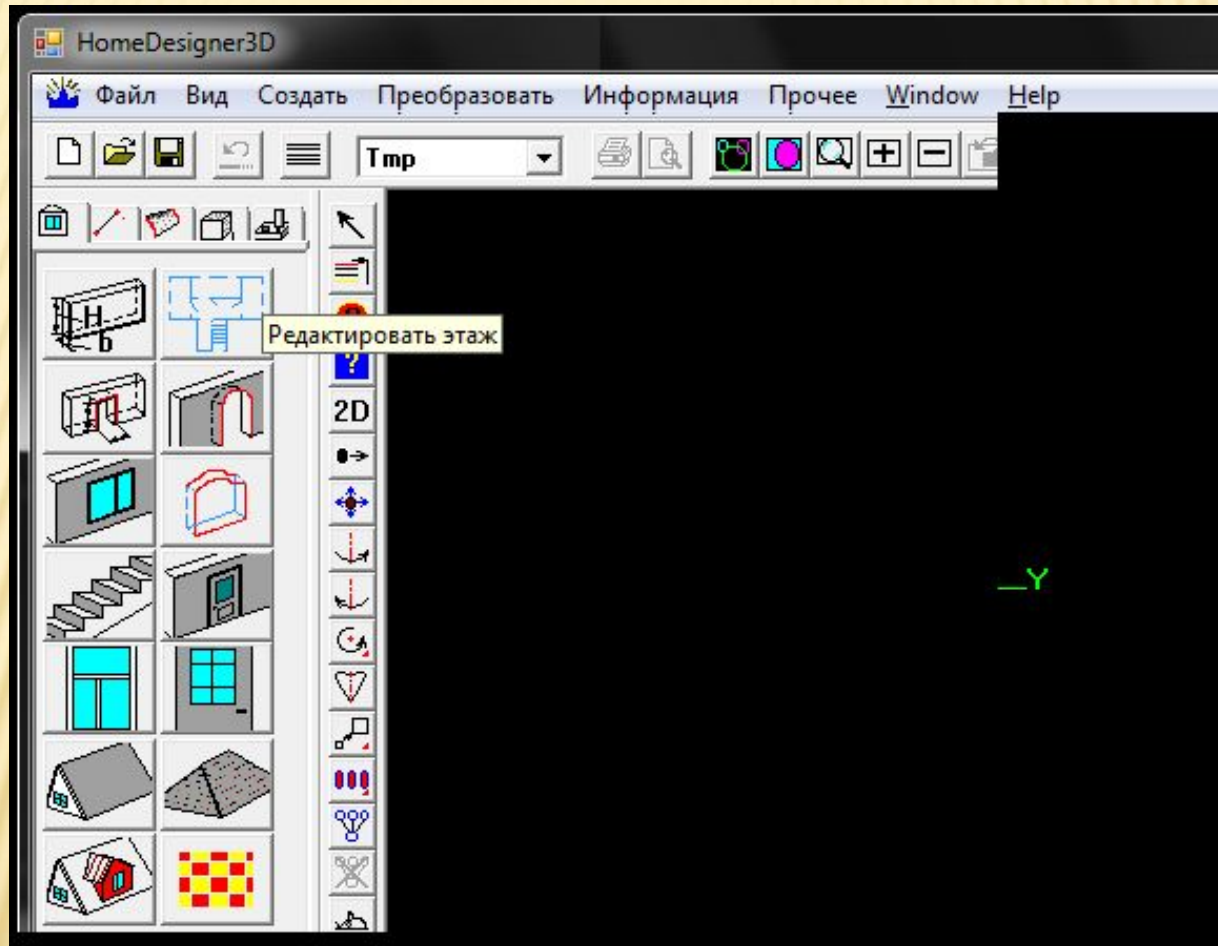 HomeDesigner3D
Файл Вид Создать Преобразовать Информация Прочее Window Help
Tmp
H
b
Редактировать этаж
?
2D
Y